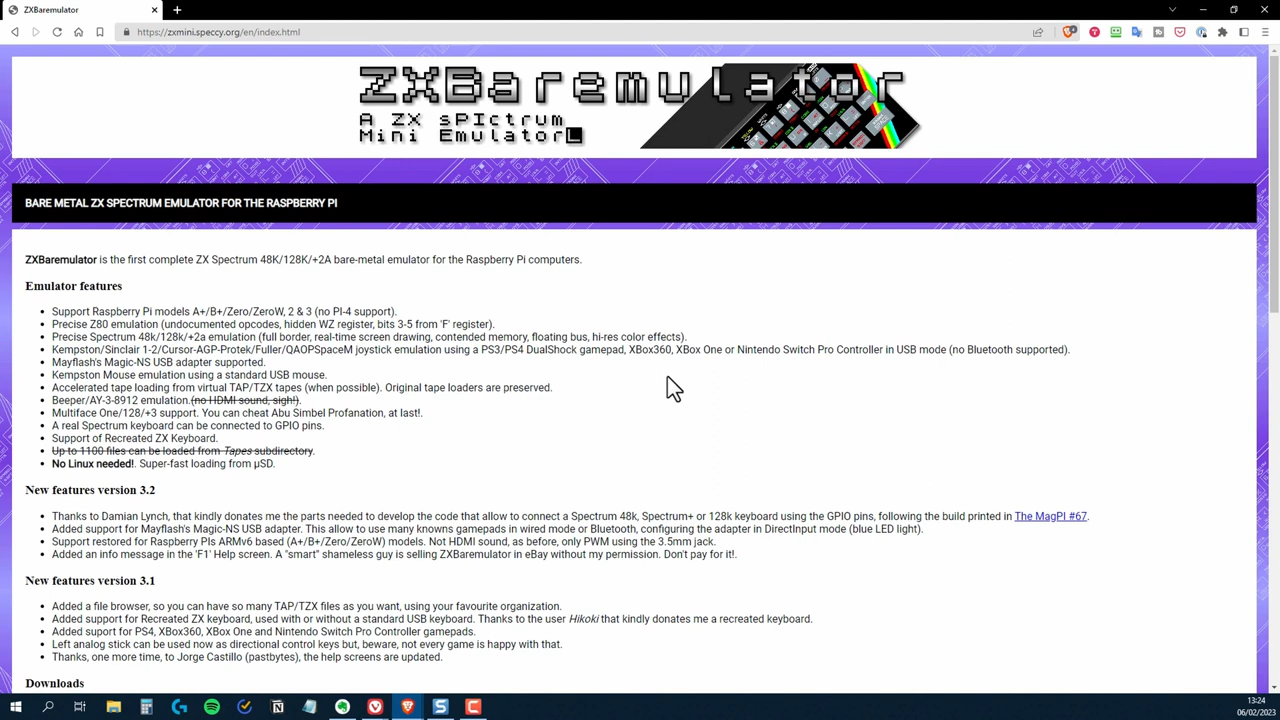 ZXBaremulator
https://zxmini.speccy.org/en/index.html
ZXBaremulator
A ZX sPIctrum
Mini Emulator
BARE METAL ZX SPECTRUM EMULATOR FOR THE RASPBERRY PI
ZXBaremulator is the first complete ZX Spectrum 48K/128K/+2A bare-metal emulator for the Raspberry Pi computers.
Emulator features
Support Raspberry Pi models A+/B+/Zero/ZeroW, 2 & 3 (no PI-4 support).
Precise Z80 emulation (undocumented opcodes, hidden WZ register, bits 3-5 from 'F' register).
Precise Spectrum 48k/128k/+2a emulation (full border, real-time screen drawing, contended memory, floating bus, hi-res color effects).
Kempston/Sinclair 1-2/Cursor-AGP-Protek/Fuller/QAOPSpaceM joystick emulation using a PS3/PS4 DualShock gamepad, XBox360, XBox One or Nintendo Switch Pro Controller in USB mode (no Bluetooth supported).
Mayflash's Magic-NS USB adapter supported.
Kempston Mouse emulation using a standard USB mouse.
Accelerated tape loading from virtual TAP/TZX tapes (when possible). Original tape loaders are preserved.
Beeper/AY-3-8912 emulation.(no HDMI sound, sigh!).
Multiface One/128/+3 support. You can cheat Abu Simbel Profanation, at last!.
A real Spectrum keyboard can be connected to GPIO pins.
Support of Recreated ZX Keyboard.
Up to 1100 files can be loaded from Tapes subdirectory.
No Linux needed!. Super-fast loading from µSD.
New features version 3.2
Thanks to Damian Lynch, that kindly donates me the parts needed to develop the code that allow to connect a Spectrum 48k, Spectrum+ or 128k keyboard using the GPIO pins, following the build printed in The MagPI #67.
Added support for Mayflash's Magic-NS USB adapter. This allow to use many knowns gamepads in wired mode or Bluetooth, configuring the adapter in DirectInput mode (blue LED light).
Support restored for Raspberry PIs ARMv6 based (A+/B+/Zero/ZeroW) models. Not HDMI sound, as before, only PWM using the 3.5mm jack.
Added an info message in the 'F1' Help screen. A "smart" shameless guy is selling ZXBaremulator in eBay without my permission. Don't pay for it!.
New features version 3.1
Added a file browser, so you can have so many TAP/TZX files as you want, using your favourite organization.
Added support for Recreated ZX keyboard, used with or without a standard USB keyboard. Thanks to the user Hikoki that kindly donates me a recreated keyboard.
Added suport for PS4, XBox360, XBox One and Nintendo Switch Pro Controller gamepads.
Left analog stick can be used now as directional control keys but, beware, not every game is happy with that.
Thanks, one more time, to Jorge Castillo (pastbytes), the help screens are updated.
Downloads
13:24
06/02/2023